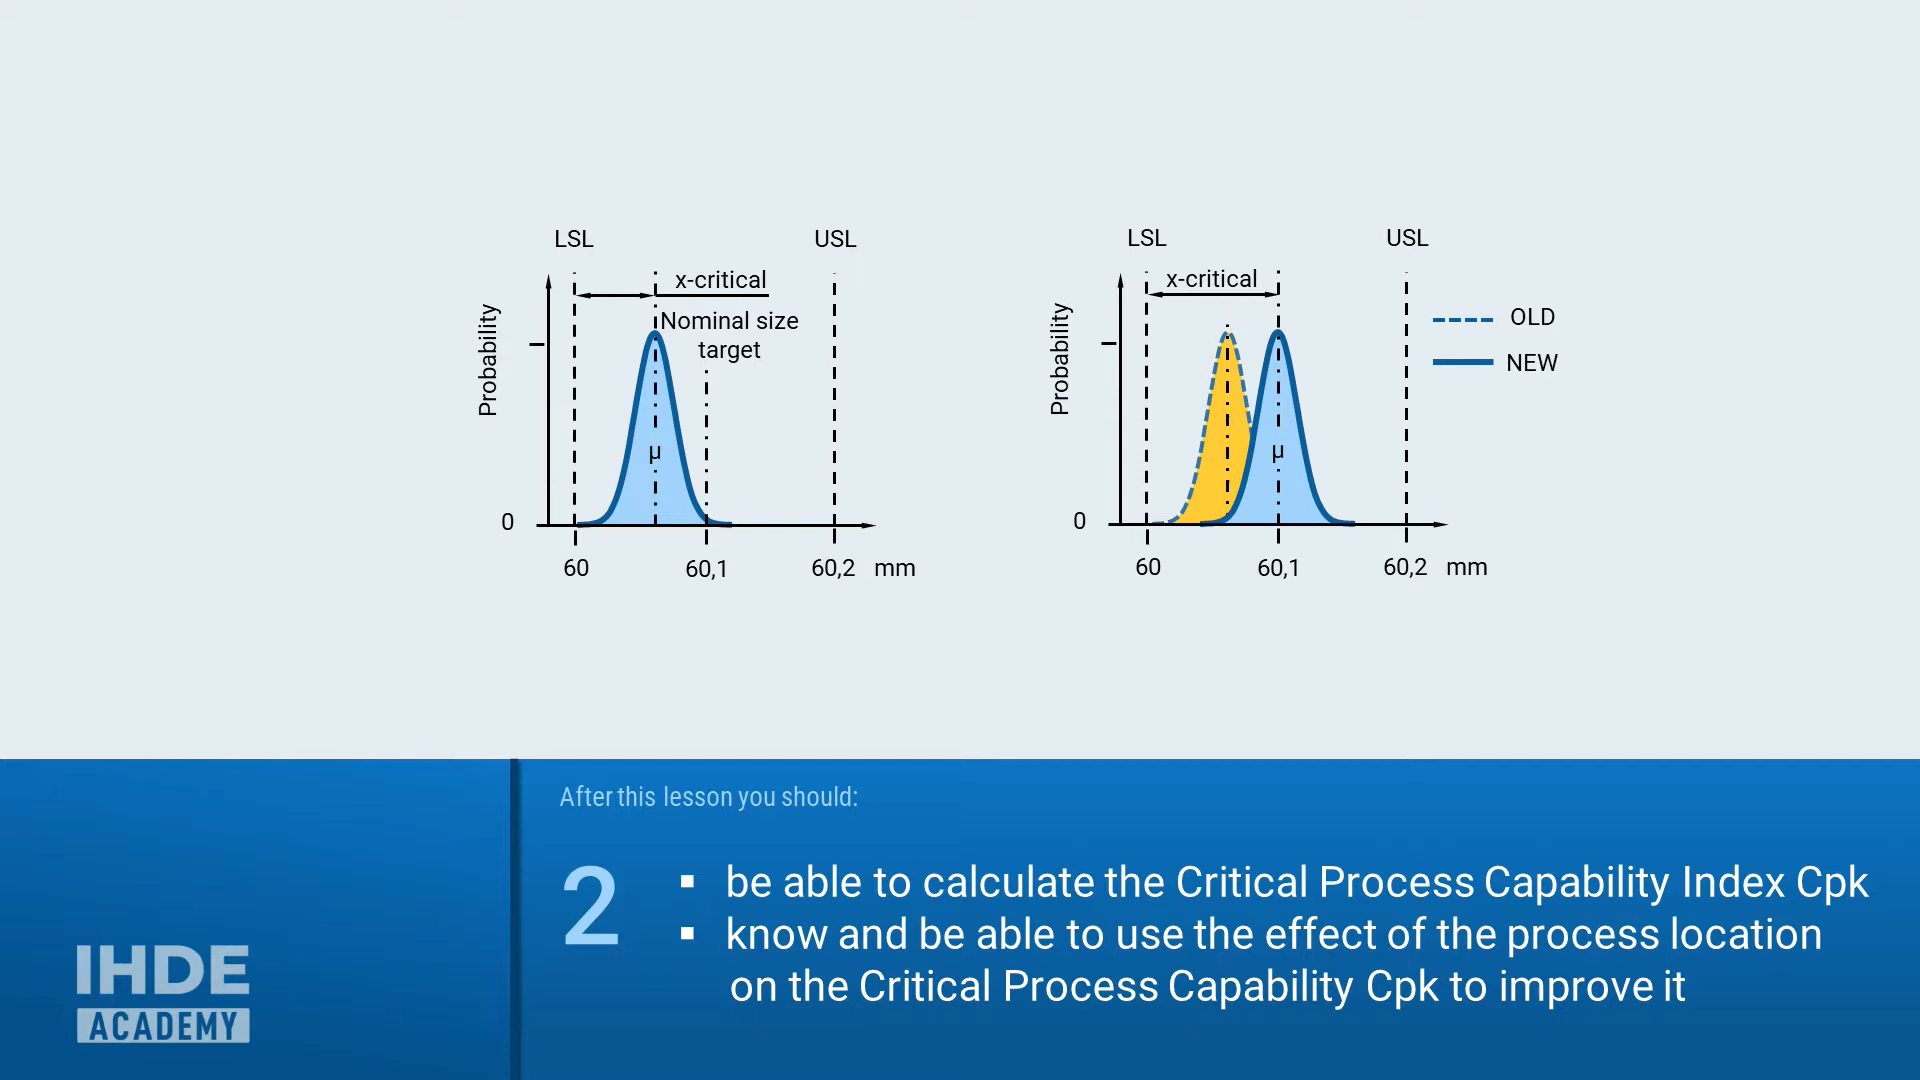 LSL
USL
x-critical
Nominal size
target
Probability
μ
0
60
60,1
60,2
mm
LSL
USL
x-critical
Probability
OLD
NEW
μ
0
60
60,1
60,2
mm
After this lesson you should:
2
▪ be able to calculate the Critical Process Capability Index Cpk
▪ know and be able to use the effect of the process location
on the Critical Process Capability Cpk to improve it
IHDE
ACADEMY